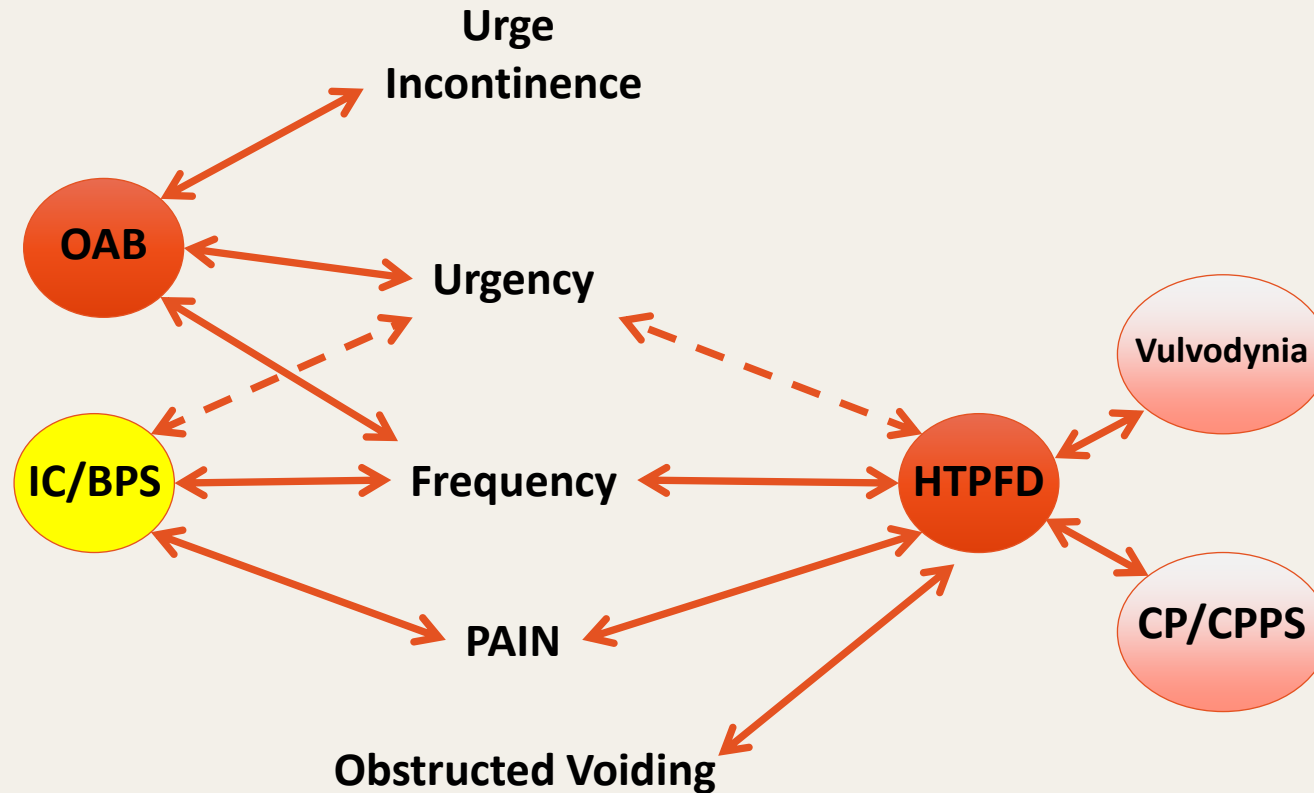 Urge
Incontinence
OAB
Urgency
Vulvodynia
IC/BPS
Frequency
HTPFD
PAIN
CP/CPPS
Obstructed Voiding